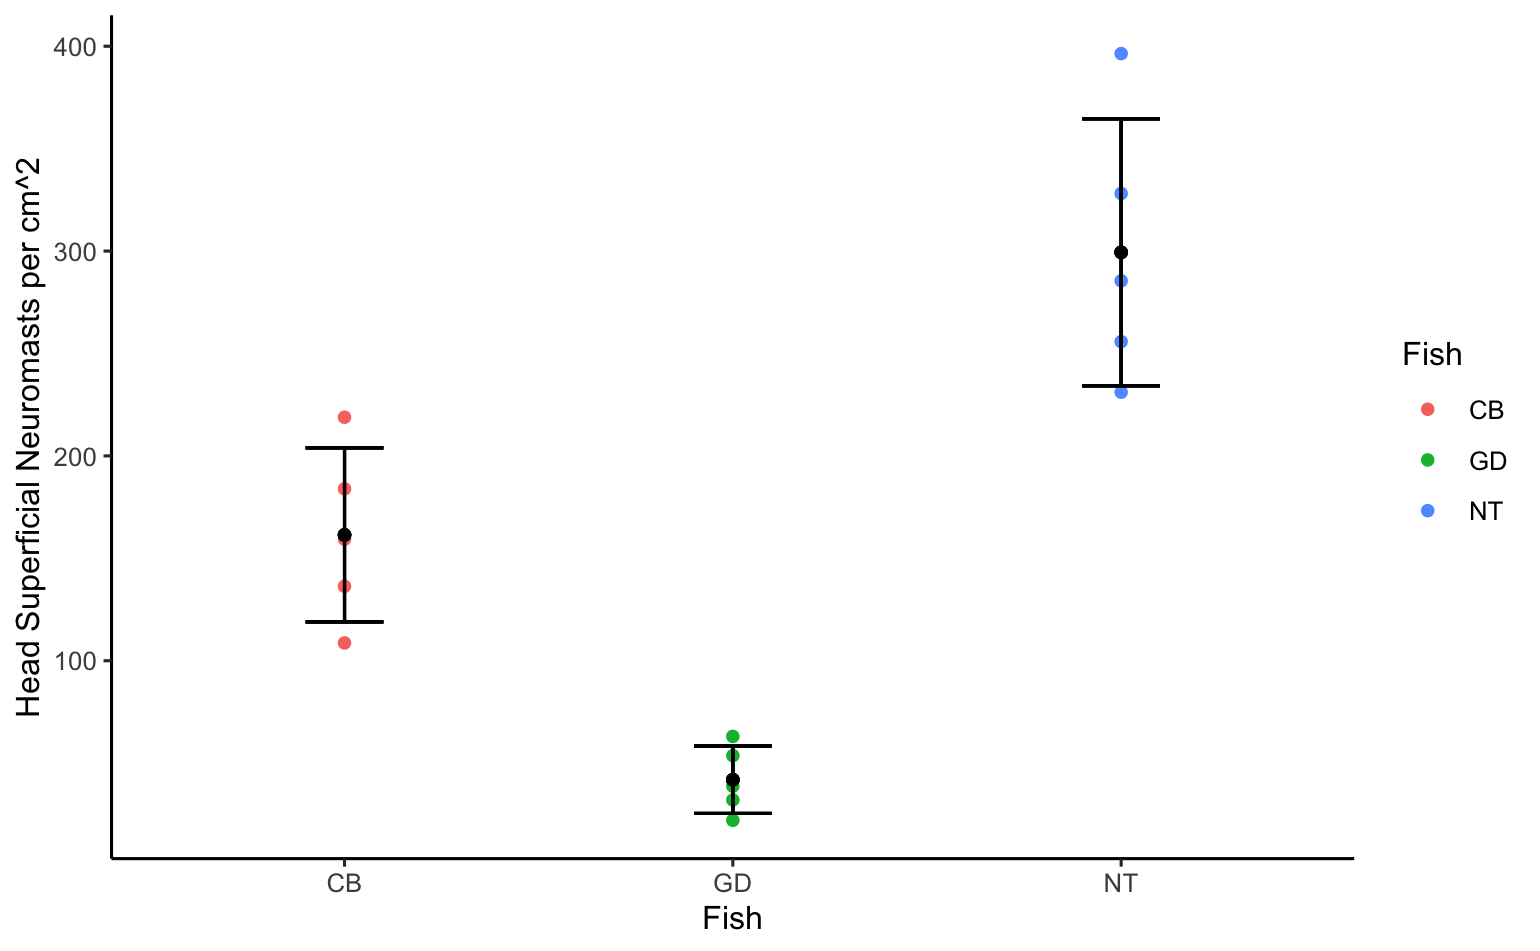 Head Superficial Neuromasts per cm^2
400
300
200
100
CB
GD
NT
Fish
Fish
CB
GD
NT